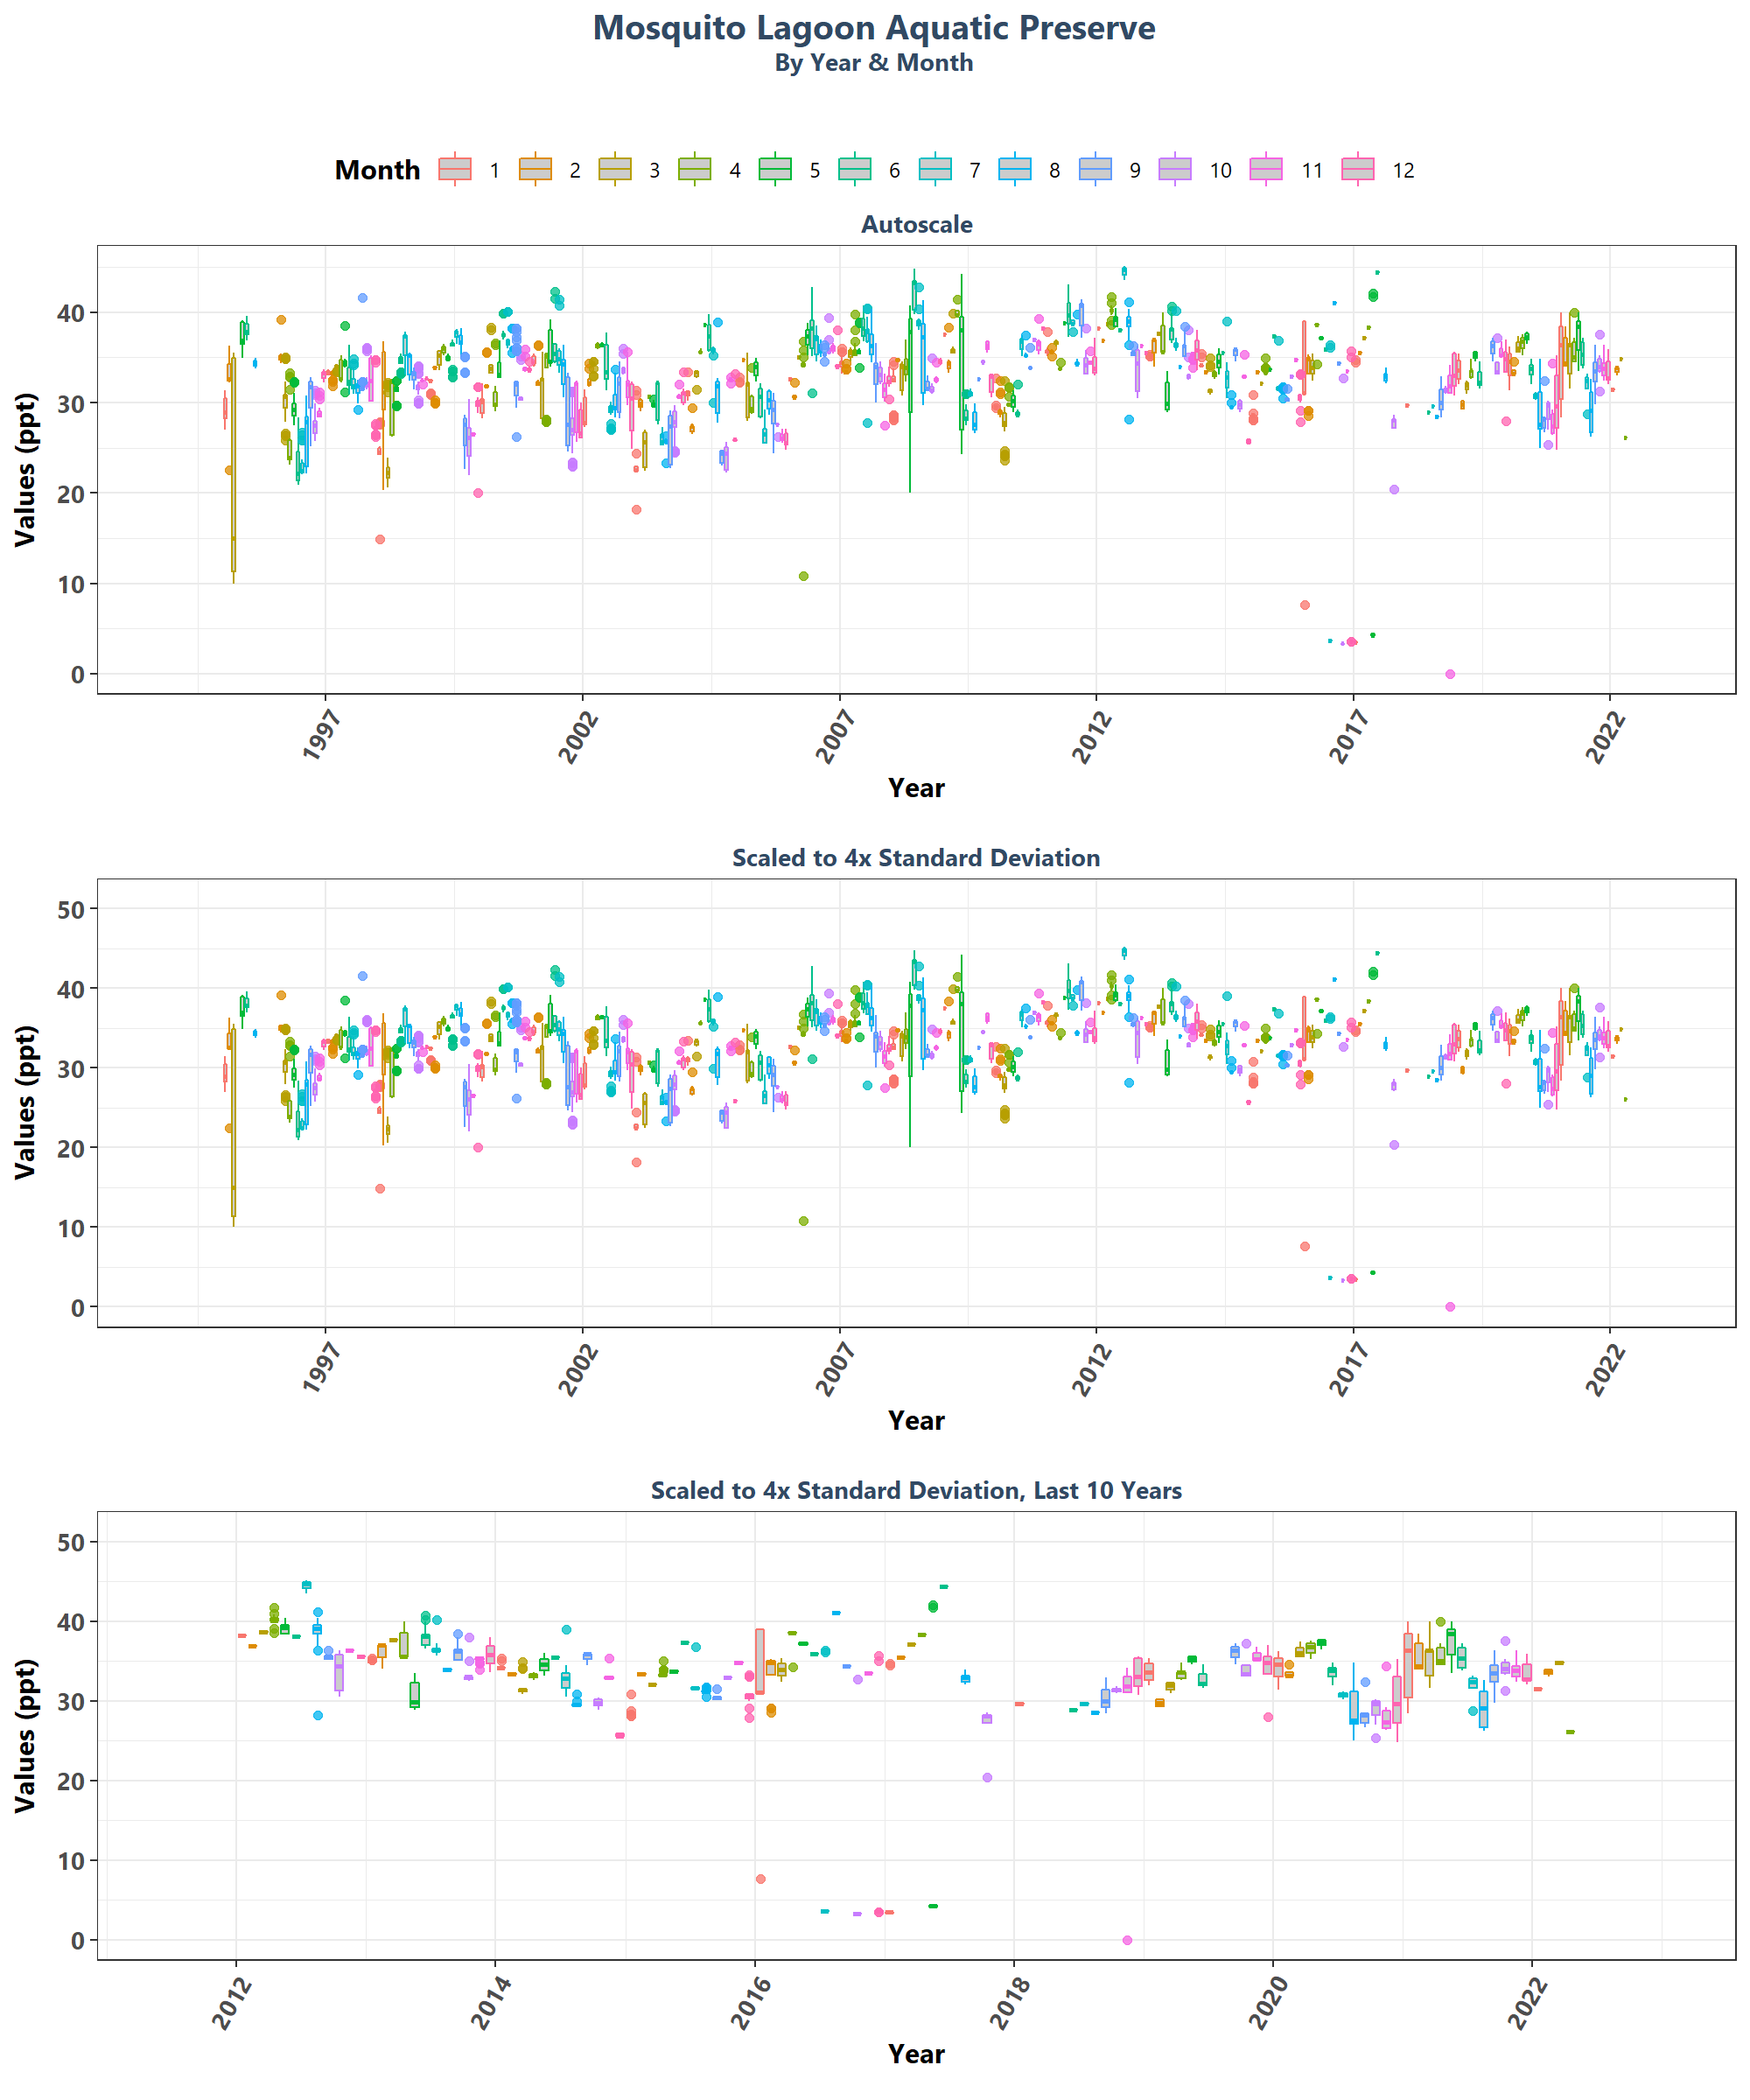 Mosquito Lagoon Aquatic Preserve
By Year & Month
Month 1 2 3 4 5 6 7 8 9 10 11 12
Autoscale
Values (ppt)
40
30
20
10
0
1997 2002 2007 2012 2017 2022
Year
Scaled to 4x Standard Deviation
Values (ppt)
50
40
30
20
10
0
1997 2002 2007 2012 2017 2022
Year
Scaled to 4x Standard Deviation, Last 10 Years
Values (ppt)
50
40
30
20
10
0
2012 2014 2016 2018 2020 2022
Year